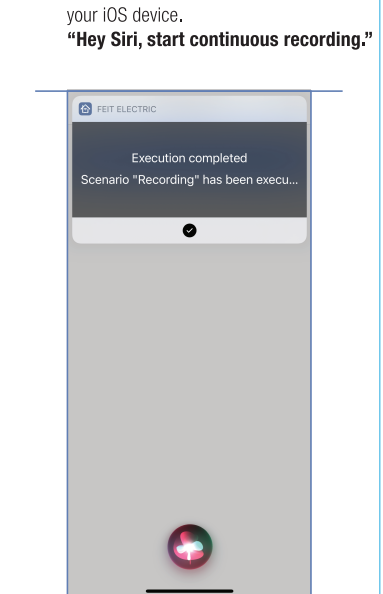 your iOS device.
“Hey Siri, start continuous recording.”
FEIT ELECTRIC
Execution completed
Scenario "Recording" has been execu...